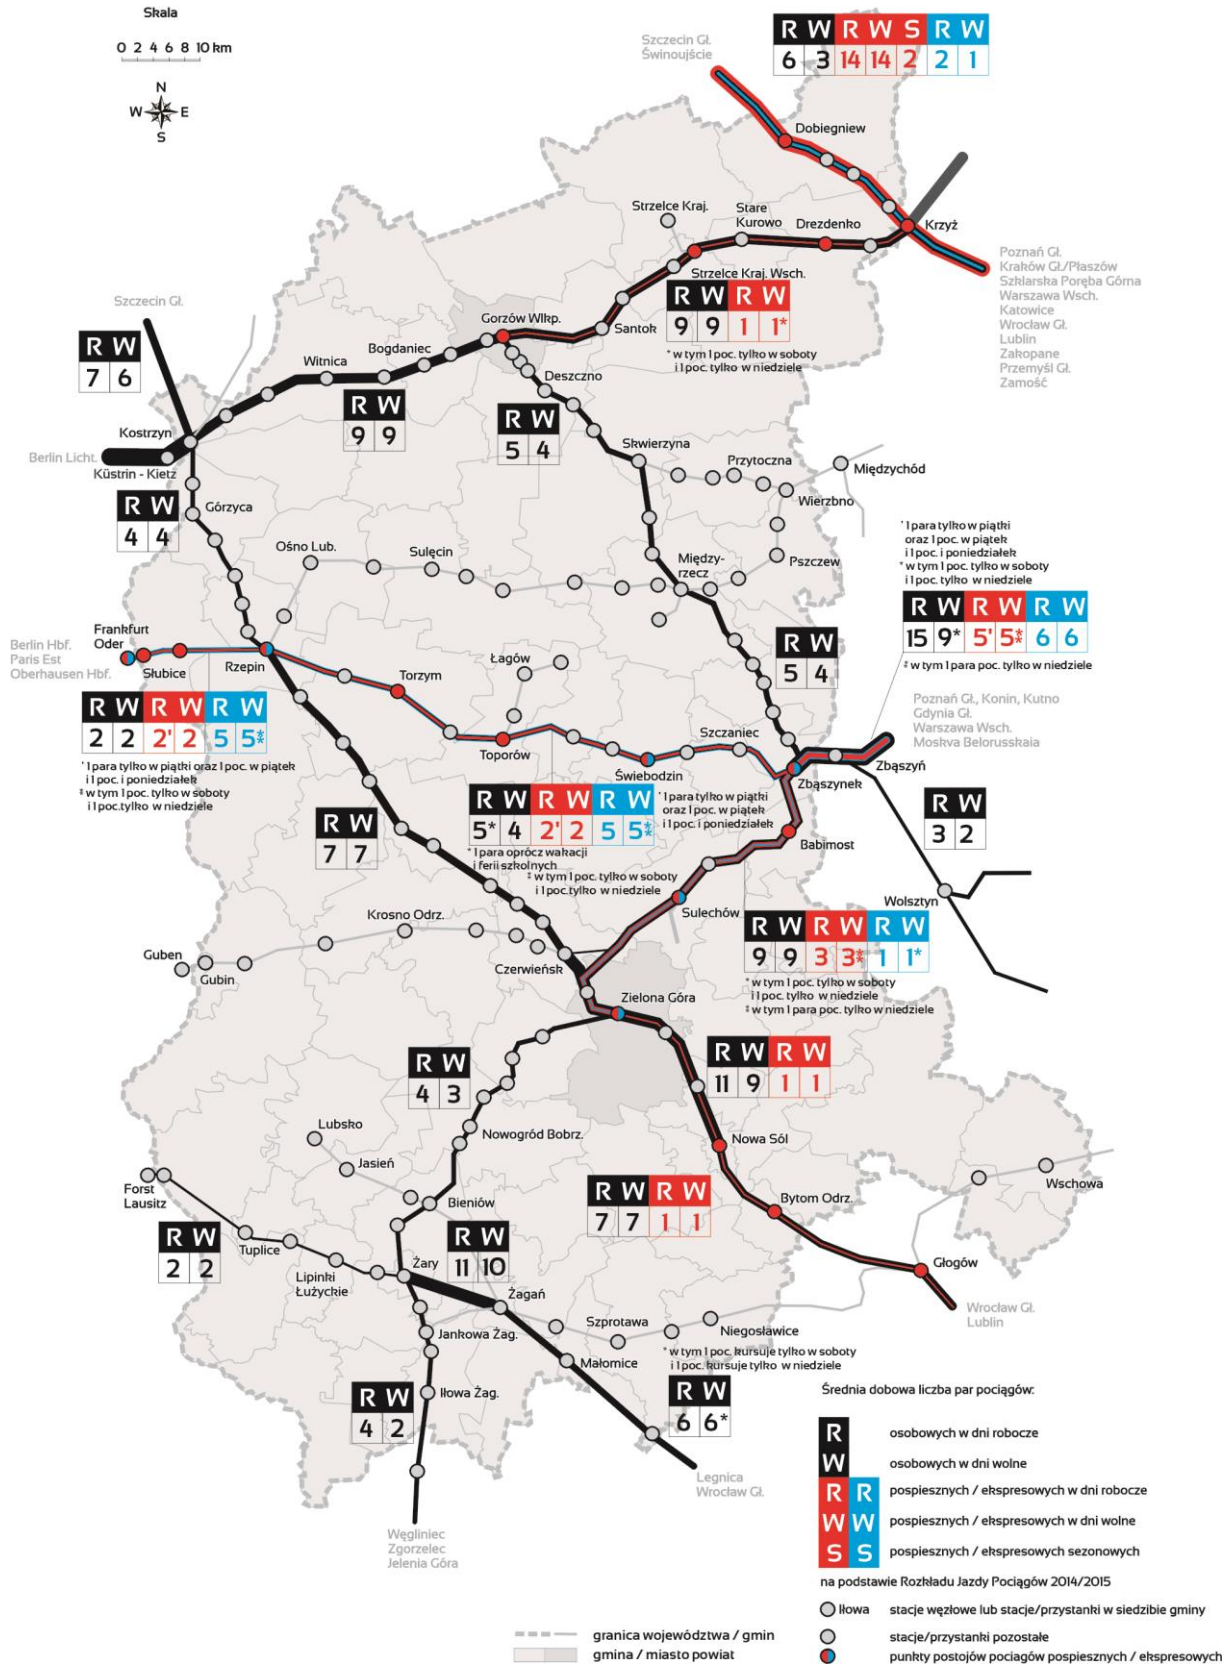 Skala
0 2 4 6 8 10 km
N
W E
S
Szczecin Gł.
Świnoujście
R W R W S R W
6 3 14 14 2 2 1
Dobiegniew
Strzelce Kraj.
Stare
Kurowo
Drezdenko
Krzyż
Strzelce Kraj. Wsch.
Poznań Gł.
Kraków Gł./Płaszów
Szklarska Poręba Górna
Warszawa Wsch.
Katowice
Wrocław Gł.
Lublin
Zakopane
Przemyśl Gł.
Zamość
R W R W
9 9 1 1*
* w tym 1 poc. tylko w soboty
i 1 poc. tylko w niedziele
Szczecin Gł.
Gorzów Wlkp.
Santok
R W
7 6
Witnica
Bogdaniec
Deszczno
R W
9 9
R W
5 4
Kostrzyn
Berlin Licht.
Küstrin - Kietz
Skwierzyna
Przytoczna
Międzychód
Wierzbno
R W
4 4
Górzyca
Ośno Lub.
Sulęcin
Między-
rzecz
Pszczew
' 1 para tylko w piątki
oraz 1 poc. w piątek
i 1 poc. i poniedziałek
* w tym 1 poc. tylko w soboty
i 1 poc. tylko w niedziele
R W R W R W
15 9* 5' 5⁑ 6 6
⁑ w tym 1 para poc. tylko w niedziele
Frankfurt
Oder
Berlin Hbf.
Paris Est
Oberhausen Hbf.
Słubice
Rzepin
Torzym
Łagów
R W
5 4
R W R W R W
2 2 2' 2 5 5⁑
' 1 para tylko w piątki oraz 1 poc. w piątek
i 1 poc. i poniedziałek
⁑ w tym 1 poc. tylko w soboty
i 1 poc.tylko w niedziele
Toporów
Świebodzin
Szczaniec
Zbąszynek
Zbąszyń
Poznań Gł., Konin, Kutno
Gdynia Gł.
Warszawa Wsch.
Moskva Belorusskaia
R W R W R W
5* 4 2' 2 5 5⁑
' 1 para tylko w piątki
oraz 1 poc. w piątek
i 1 poc. i poniedziałek
* 1 para oprócz wakacji
i ferii szkolnych
⁑ w tym 1 poc. tylko w soboty
i 1 poc.tylko w niedziele
R W
7 7
R W
3 2
Babimost
Wolsztyn
Sulechów
Krosno Odrz.
Guben
Gubin
Czerwieńsk
R W R W R W
9 9 3 3⁑ 1 1*
* w tym 1 poc. tylko w soboty
i 1 poc. tylko w niedziele
⁑ w tym 1 para poc. tylko w niedziele
Zielona Góra
R W
4 3
R W R W
11 9 1 1
Lubsko
Jasień
Nowogród Bobrz.
Nowa Sól
Forst
Lausitz
Bieniów
R W R W
7 7 1 1
Bytom Odrz.
Wschowa
R W
2 2
Tuplice
Lipinki
Łużyckie
Żary
R W
11 10
Żagań
Głogów
Wrocław Gł.
Lublin
Jankowa Żag.
Szprotawa
Niegosławice
Małomice
* w tym 1 poc. kursuje tylko w soboty
i 1 poc. kursuje tylko w niedziele
R W
4 2
Iłowa Żag.
R W
6 6*
Legnica
Wrocław Gł.
Węgliniec
Zgorzelec
Jelenia Góra
Średnia dobowa liczba par pociągów:
R osobowych w dni robocze
W osobowych w dni wolne
R R pospiesznych / ekspresowych w dni robocze
W W pospiesznych / ekspresowych w dni wolne
S S pospiesznych / ekspresowych sezonowych
na podstawie Rozkładu Jazdy Pociągów 2014/2015
Iłowa stacje węzłowe lub stacje/przystanki w siedzibie gminy
stacje/przystanki pozostałe
punkty postojów pociagów pospiesznych / ekspresowych
granica województwa / gmin
gmina / miasto powiat